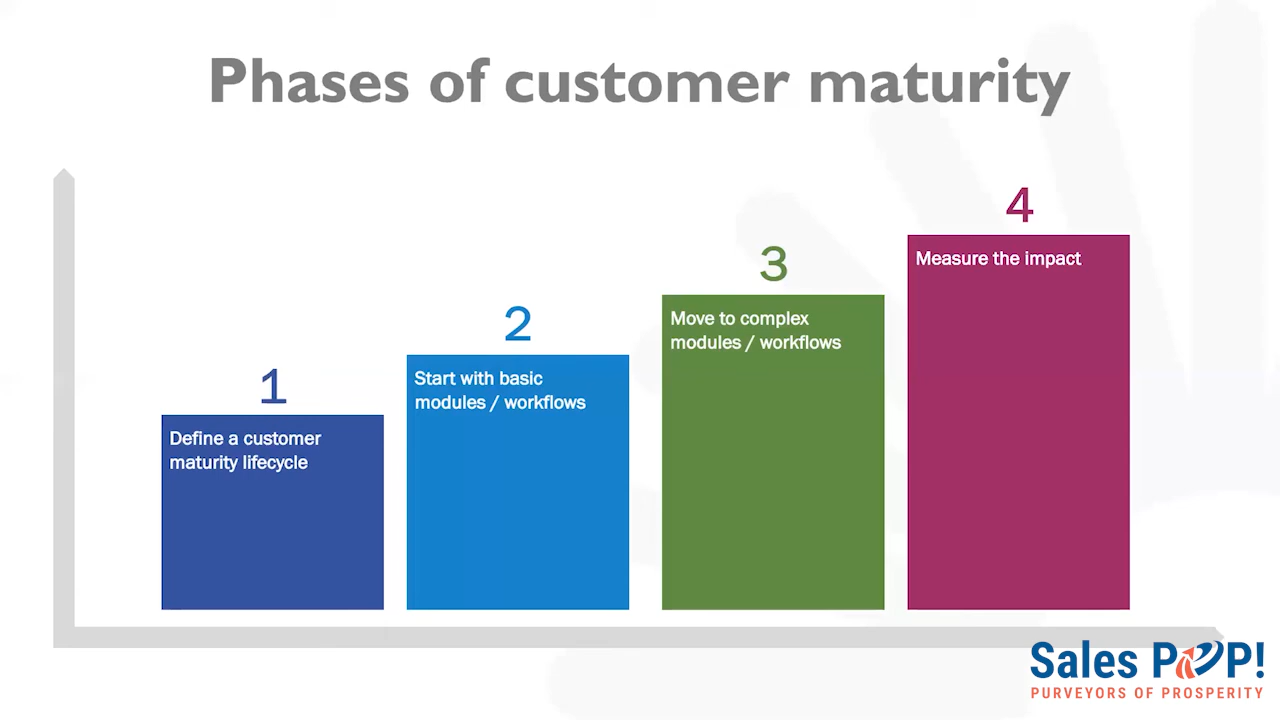 Phases of customer maturity
1
Define a customer
maturity lifecycle
2
Start with basic
modules / workflows
3
Move to complex
modules / workflows
4
Measure the impact
Sales POP!
PURVEYORS OF PROSPERITY